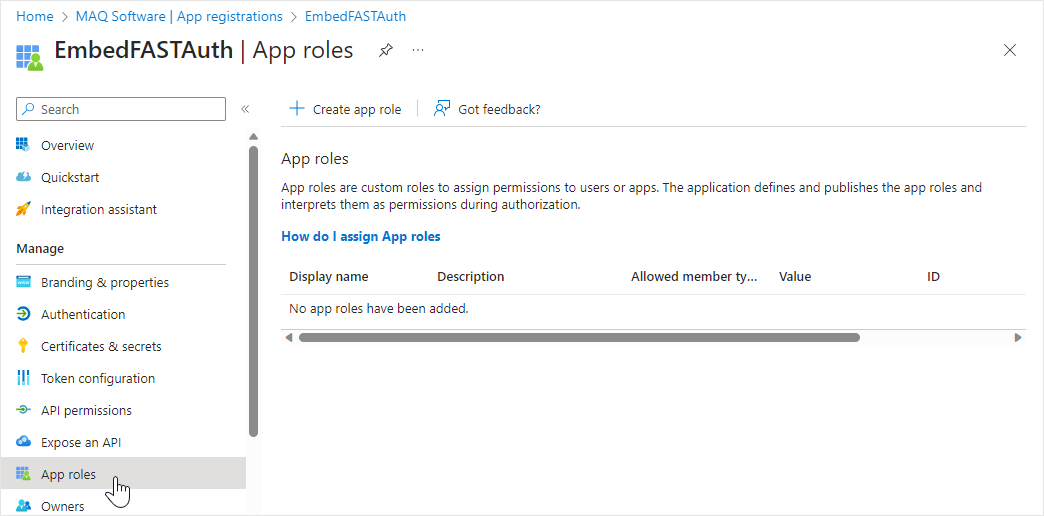 Home > MAQ Software | App registrations > EmbedFASTAuth
EmbedFASTAuth | App roles
Search
Overview
Quickstart
Integration assistant
Manage
Branding & properties
Authentication
Certificates & secrets
Token configuration
API permissions
Expose an API
App roles
Owners
Create app role
Got feedback?
App roles
App roles are custom roles to assign permissions to users or apps. The application defines and publishes the app roles and
interprets them as permissions during authorization.
How do I assign App roles
Display name Description Allowed member ty... Value ID
No app roles have been added.